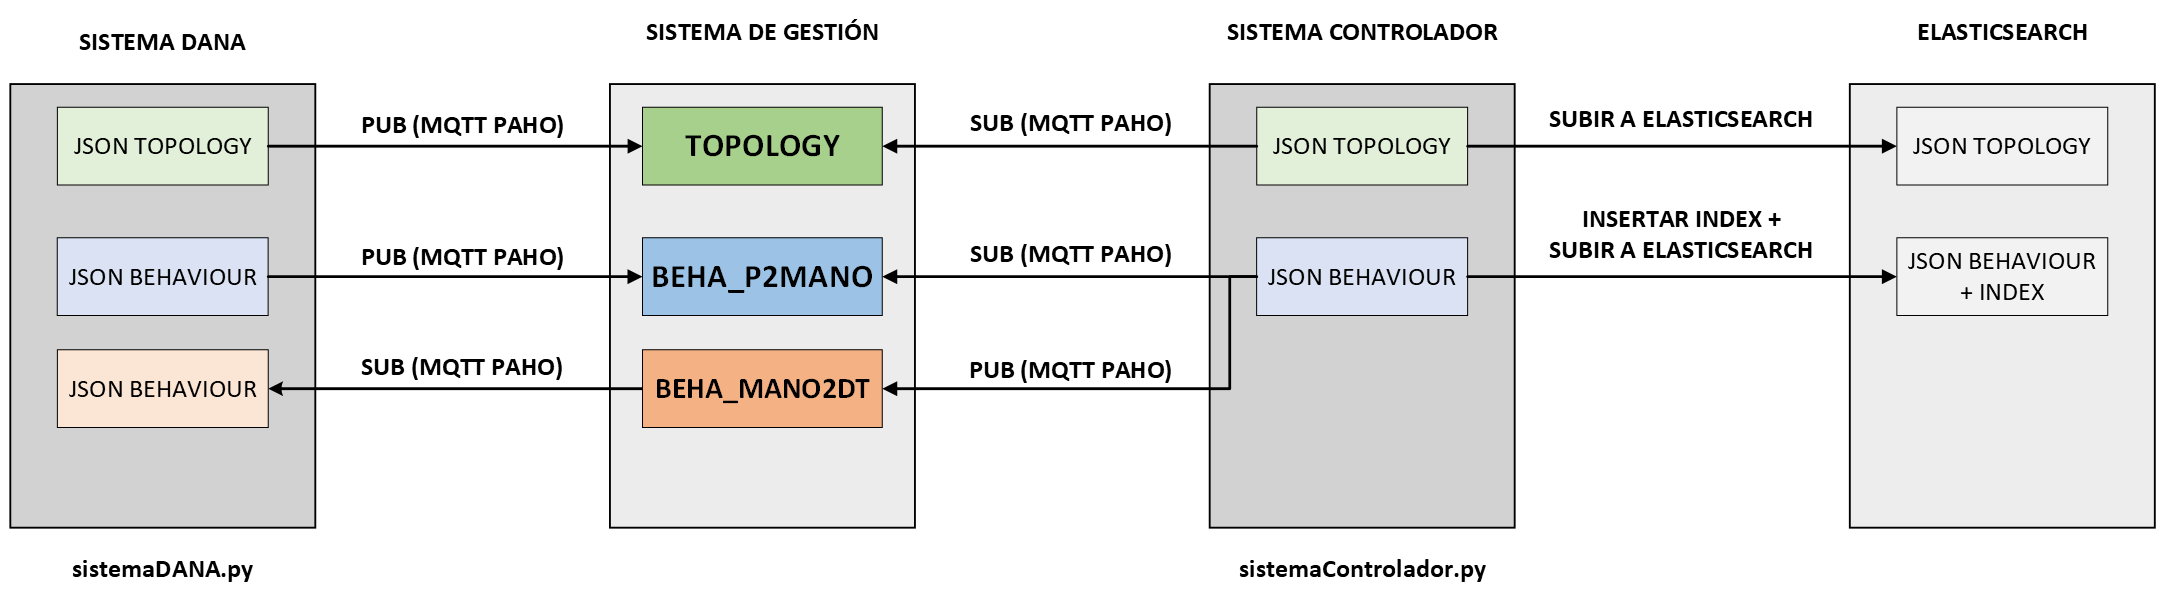 SISTEMA DANA
SISTEMA DE GESTIÓN
SISTEMA CONTROLADOR
ELASTICSEARCH
JSON TOPOLOGY
PUB (MQTT PAHO)
TOPOLOGY
SUB (MQTT PAHO)
JSON TOPOLOGY
SUBIR A ELASTICSEARCH
JSON TOPOLOGY
JSON BEHAVIOUR
PUB (MQTT PAHO)
BEHA_P2MANO
SUB (MQTT PAHO)
JSON BEHAVIOUR
INSERTAR INDEX +
SUBIR A ELASTICSEARCH
JSON BEHAVIOUR
+ INDEX
JSON BEHAVIOUR
SUB (MQTT PAHO)
BEHA_MANO2DT
PUB (MQTT PAHO)
sistemaDANA.py
sistemaControlador.py